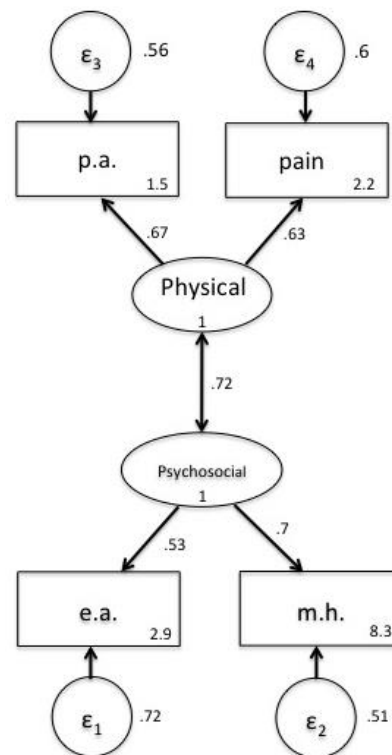 ε3 .56 ε4 .6
p.a. pain
1.5 2.2
.67 .63
Physical
1
.72
Psychosocial
1
.53 .7
e.a. m.h.
2.9 8.3
ε1 .72 ε2 .51